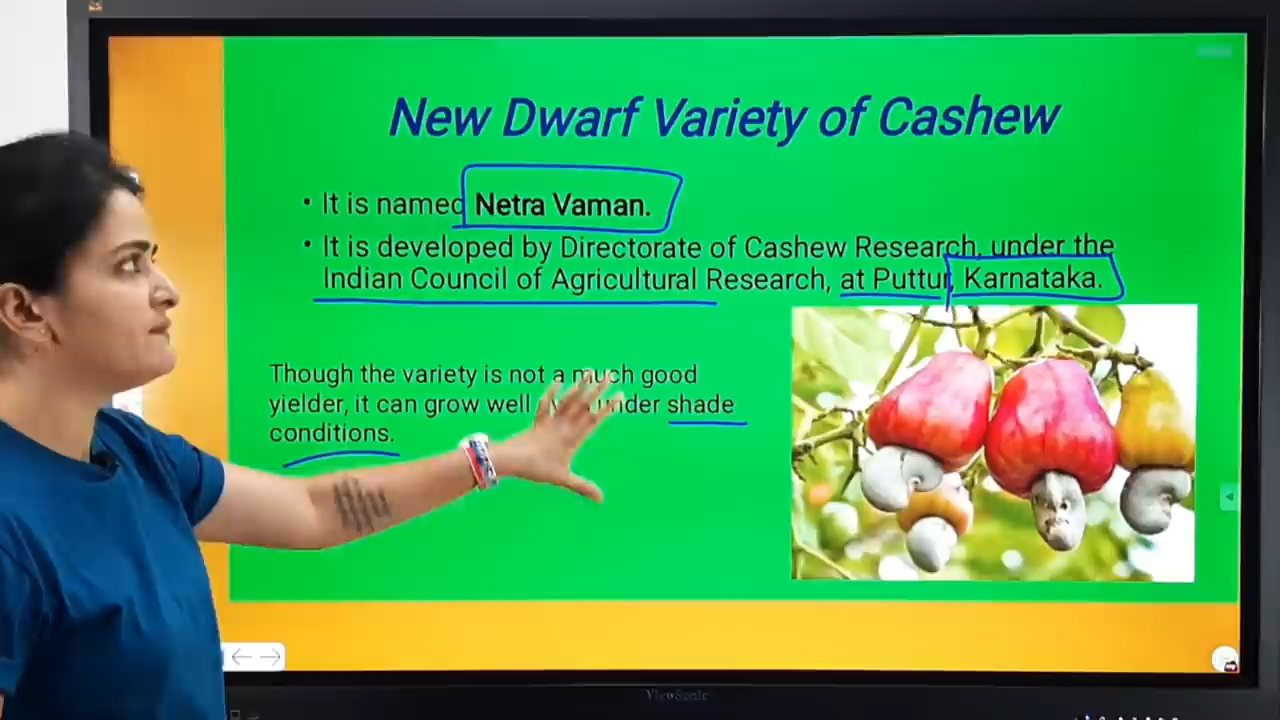 New Dwarf Variety of Cashew
• It is named Netra Vaman.
• It is developed by Directorate of Cashew Research, under the
Indian Council of Agricultural Research, at Puttur, Karnataka.
Though the variety is not a much good
yielder, it can grow well under shade
conditions.
ViewSonic